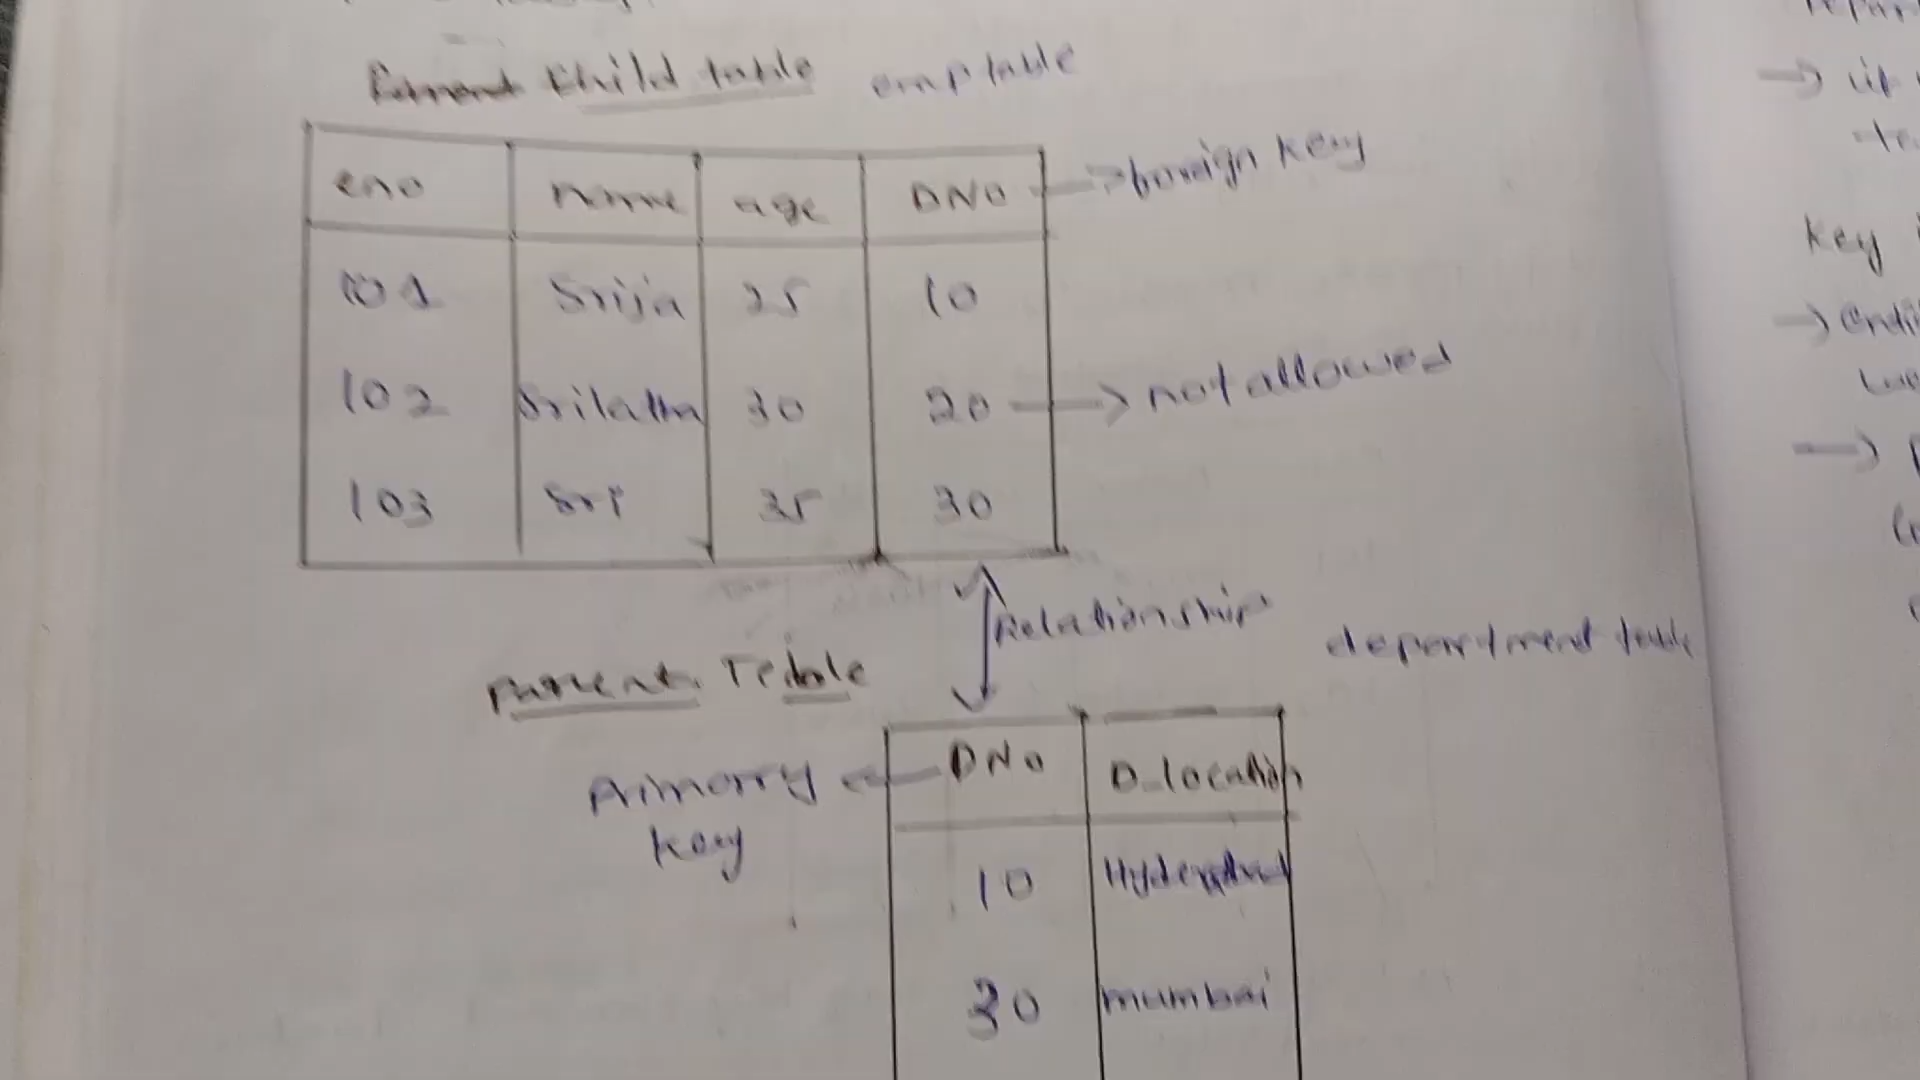 Child table emp table
eno name age DNO → foreign key
101 Srija 25 10
102 Srilatha 30 20 → not allowed
103 Sri 35 30
Relationship
department table
parent Table
primary key
DNo D_location
10 Hyderabad
30 mumbai
key